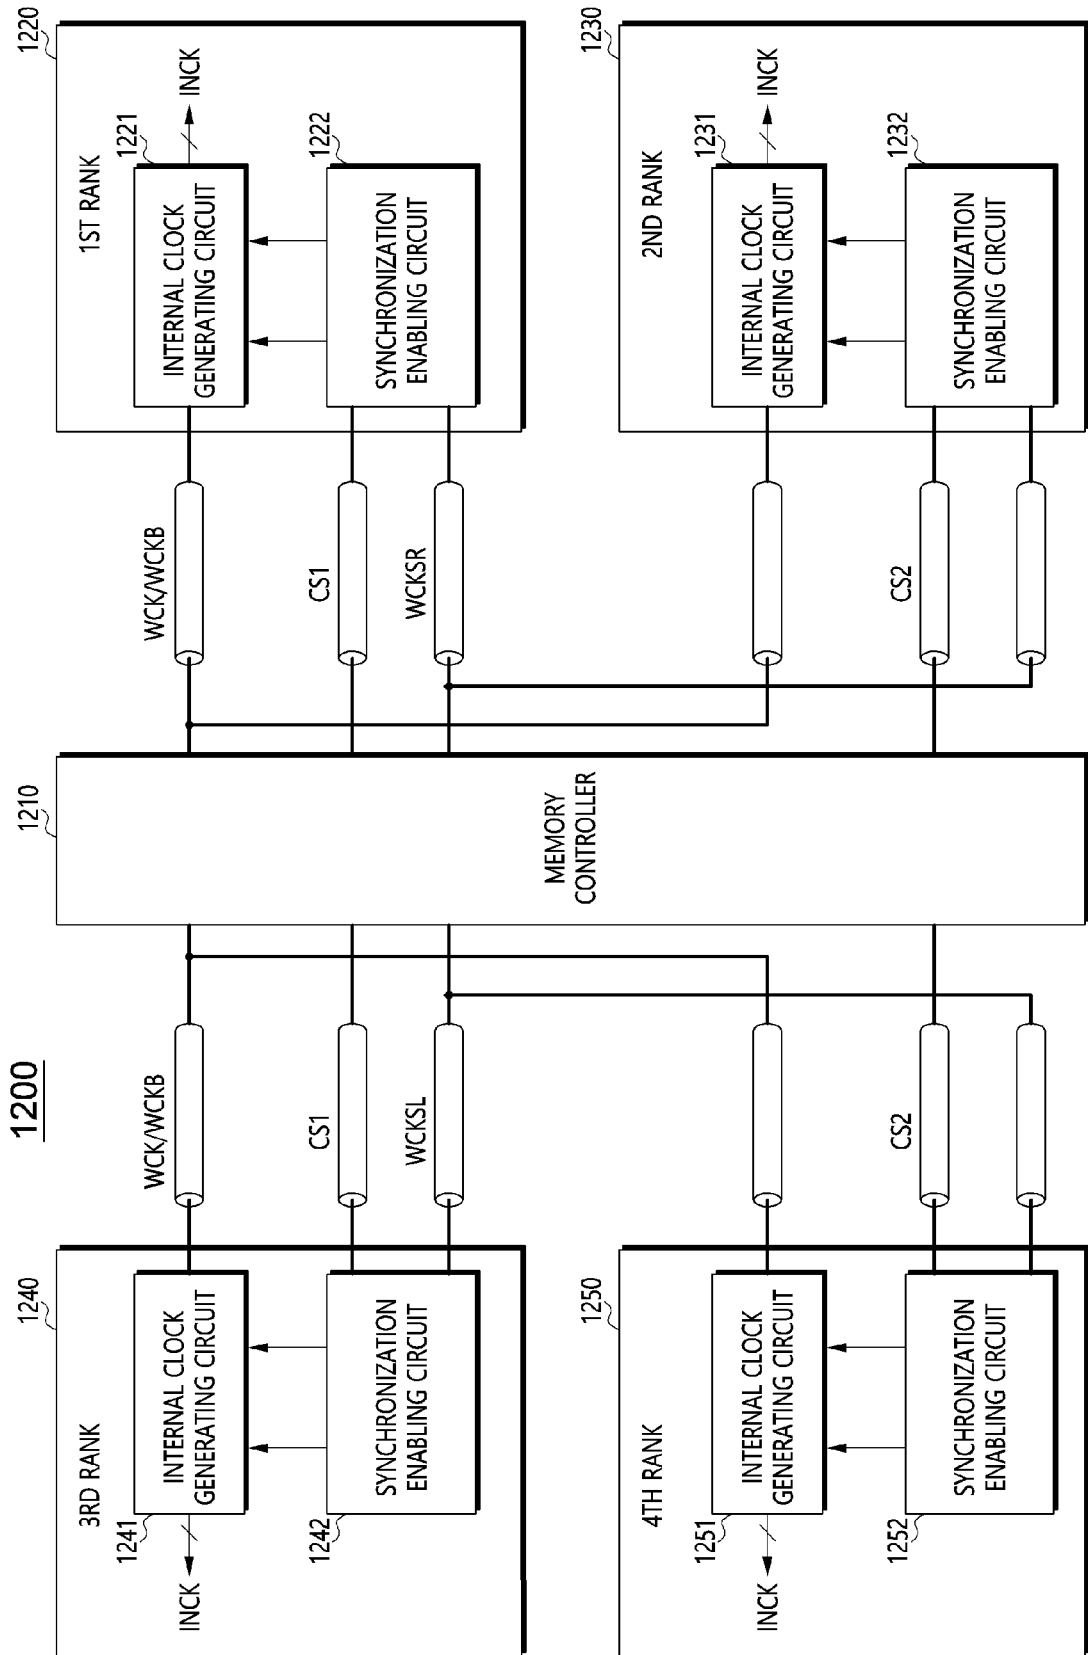 1200
1240
3RD RANK
1241
INTERNAL CLOCK
GENERATING CIRCUIT
INCK
1242
SYNCHRONIZATION
ENABLING CIRCUIT
WCK/WCKB
CS1
WCKSL
1210
MEMORY
CONTROLLER
WCK/WCKB
CS1
WCKSR
1220
1ST RANK
1221
INTERNAL CLOCK
GENERATING CIRCUIT
INCK
1222
SYNCHRONIZATION
ENABLING CIRCUIT
1250
4TH RANK
1251
INTERNAL CLOCK
GENERATING CIRCUIT
INCK
1252
SYNCHRONIZATION
ENABLING CIRCUIT
CS2
CS2
1230
2ND RANK
1231
INTERNAL CLOCK
GENERATING CIRCUIT
INCK
1232
SYNCHRONIZATION
ENABLING CIRCUIT